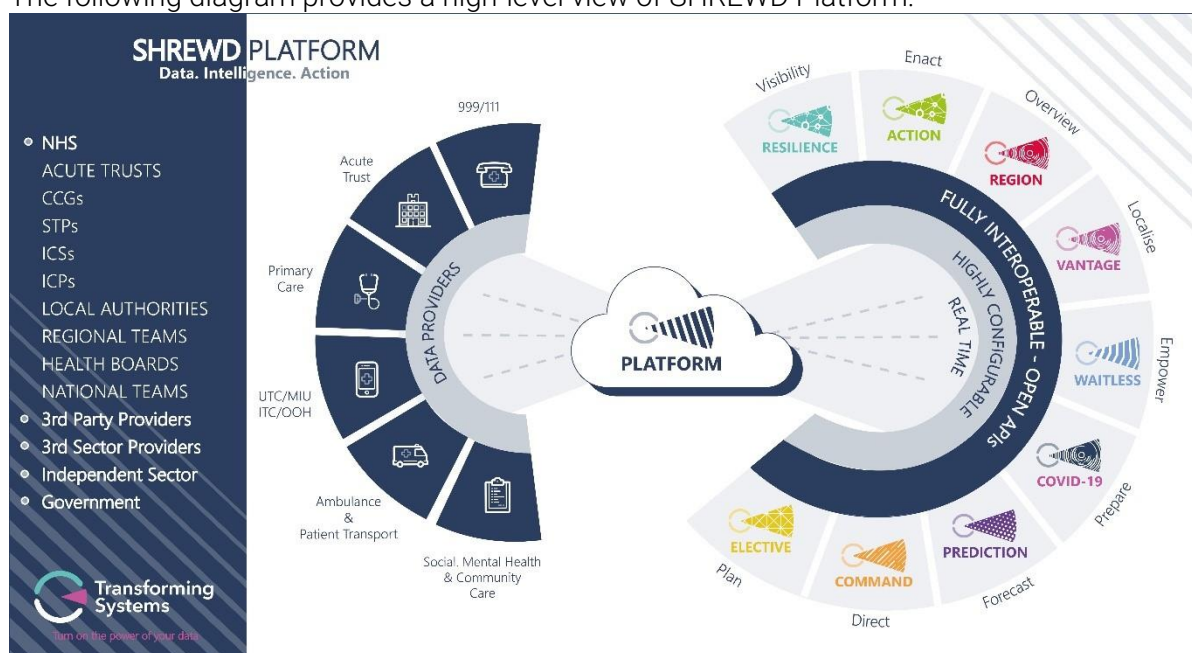 The following diagram provides a high-level view of SHREWD Platform:
SHREWD PLATFORM
Data. Intelligence. Action
NHS
ACUTE TRUSTS
CCGs
STPs
ICSs
ICPs
LOCAL AUTHORITIES
REGIONAL TEAMS
HEALTH BOARDS
NATIONAL TEAMS
3rd Party Providers
3rd Sector Providers
Independent Sector
Government
Transforming
Systems
Turn on the power of your data
999/111
Acute
Trust
Primary
Care
UTC/MIU
ITC/OOH
Ambulance
&
Patient Transport
Social, Mental Health
& Community
Care
DATA PROVIDERS
PLATFORM
REAL TIME
HIGHLY CONFIGURABLE
FULLY INTEROPERABLE - OPEN APIs
Visibility
RESILIENCE
Enact
ACTION
Overview
REGION
Localise
VANTAGE
Empower
WAITLESS
COVID-19
Prepare
PREDICTION
Forecast
COMMAND
Direct
ELECTIVE
Plan